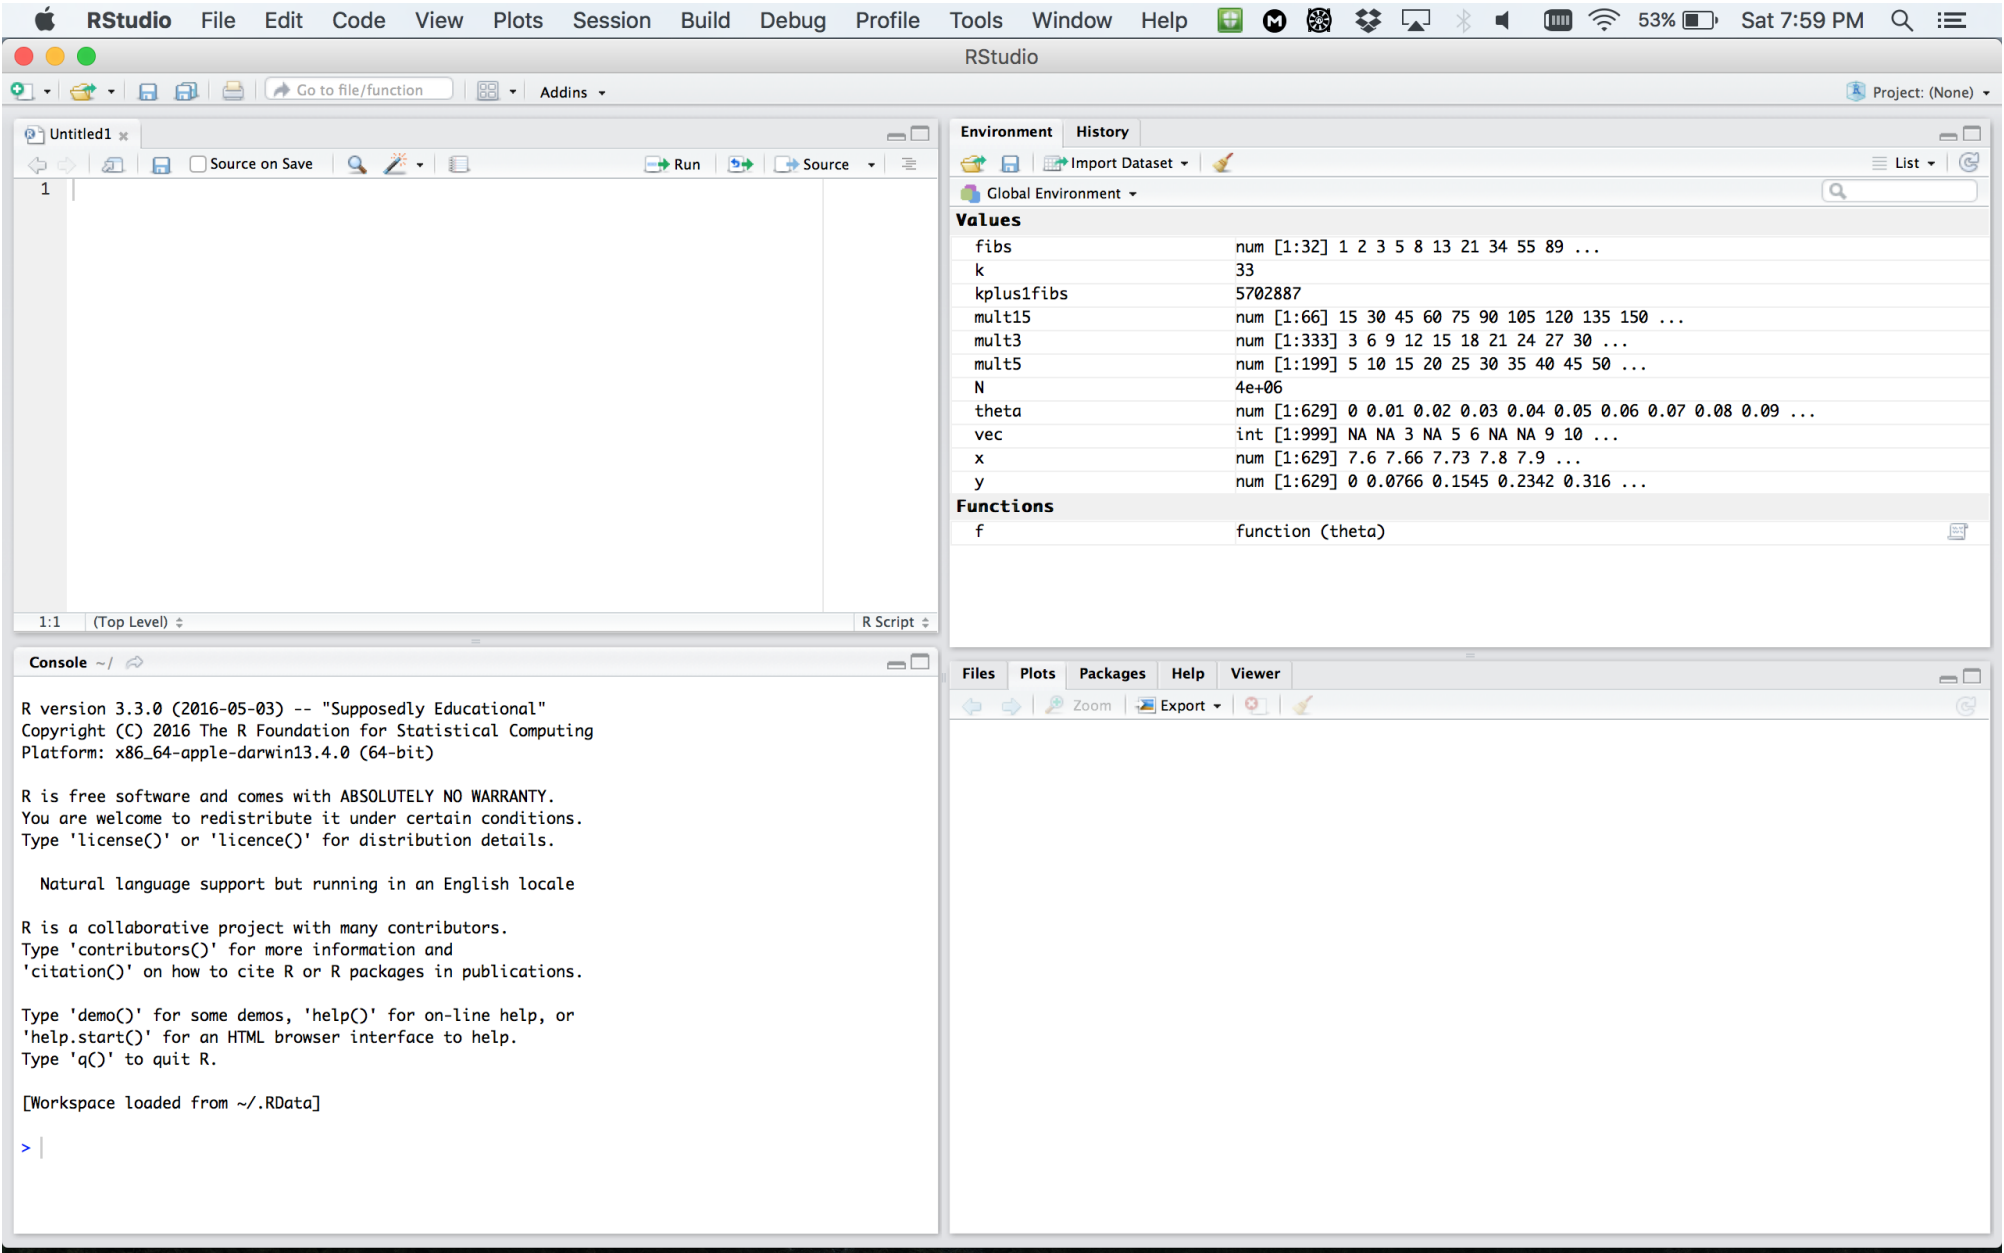 RStudio File Edit Code View Plots Session Build Debug Profile Tools Window Help 53% Sat 7:59 PM
RStudio
Go to file/function Addins Project: (None)
Untitled1
Source on Save Run Source
1
1:1 (Top Level) R Script
Console ~/
R version 3.3.0 (2016-05-03) -- "Supposedly Educational"
Copyright (C) 2016 The R Foundation for Statistical Computing
Platform: x86_64-apple-darwin13.4.0 (64-bit)
R is free software and comes with ABSOLUTELY NO WARRANTY.
You are welcome to redistribute it under certain conditions.
Type 'license()' or 'licence()' for distribution details.
Natural language support but running in an English locale
R is a collaborative project with many contributors.
Type 'contributors()' for more information and
'citation()' on how to cite R or R packages in publications.
Type 'demo()' for some demos, 'help()' for on-line help, or
'help.start()' for an HTML browser interface to help.
Type 'q()' to quit R.
[Workspace loaded from ~/.RData]
>
Environment History
Import Dataset List
Global Environment
Values
fibs num [1:32] 1 2 3 5 8 13 21 34 55 89 ...
k 33
kplus1fibs 5702887
mult15 num [1:66] 15 30 45 60 75 90 105 120 135 150 ...
mult3 num [1:333] 3 6 9 12 15 18 21 24 27 30 ...
mult5 num [1:199] 5 10 15 20 25 30 35 40 45 50 ...
N 4e+06
theta num [1:629] 0 0.01 0.02 0.03 0.04 0.05 0.06 0.07 0.08 0.09 ...
vec int [1:999] NA NA 3 NA 5 6 NA NA 9 10 ...
x num [1:629] 7.6 7.66 7.73 7.8 7.9 ...
y num [1:629] 0 0.0766 0.1545 0.2342 0.316 ...
Functions
f function (theta)
Files Plots Packages Help Viewer
Zoom Export